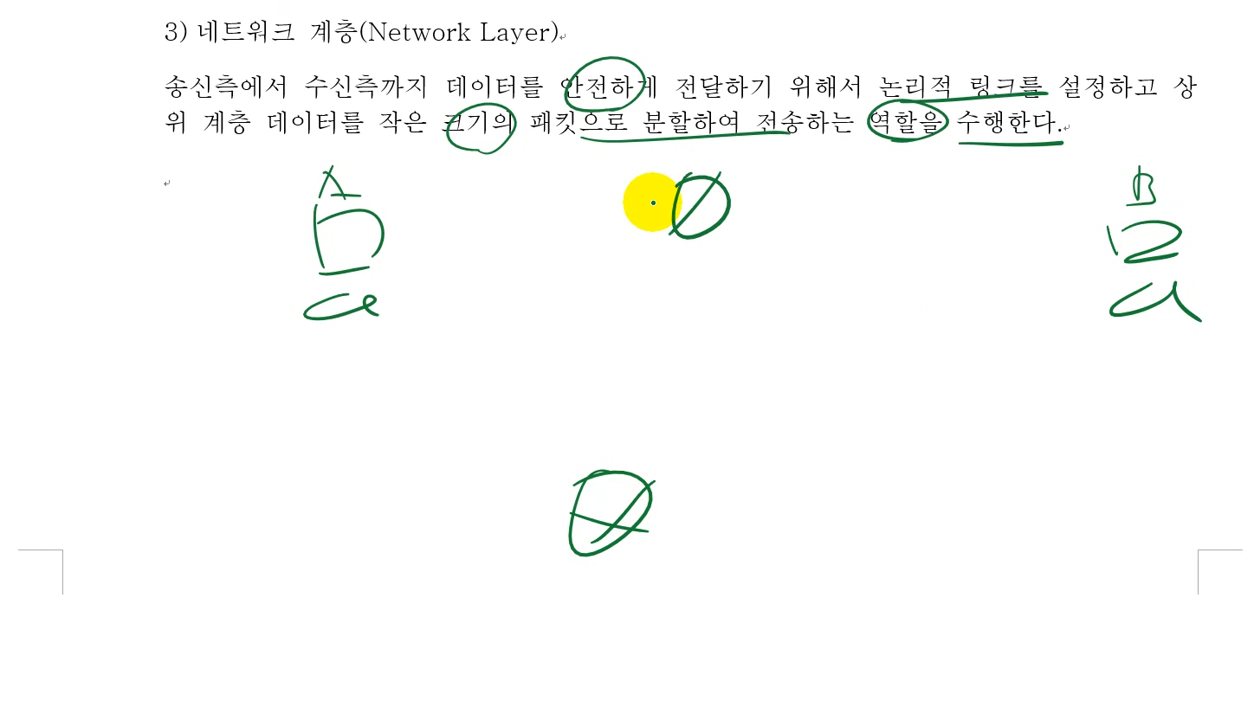 3) 네트워크 계층(Network Layer)
송신측에서 수신측까지 데이터를 안전하게 전달하기 위해서 논리적 링크를 설정하고 상
위 계층 데이터를 작은 크기의 패킷으로 분할하여 전송하는 역할을 수행한다.
A B